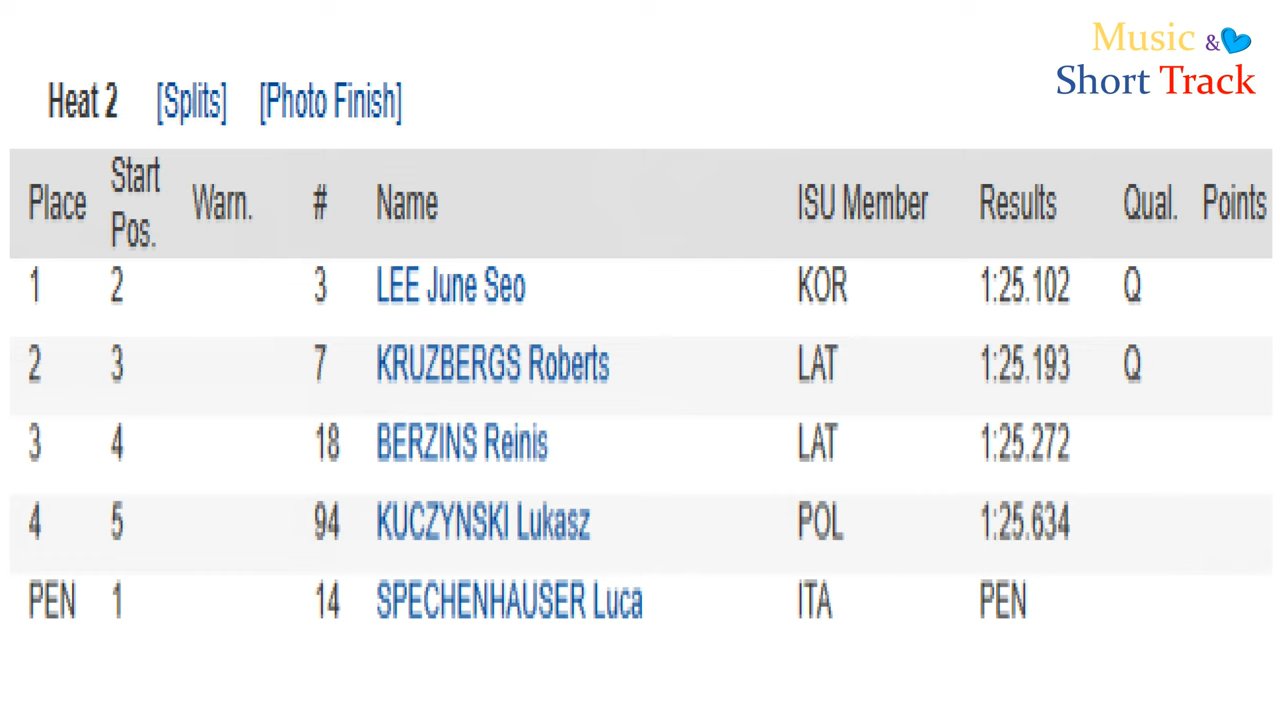 Music &
Short Track
Heat 2 [Splits] [Photo Finish]
Place Start Pos. Warn. # Name ISU Member Results Qual. Points
1 2 3 LEE June Seo KOR 1:25.102 Q
2 3 7 KRUZBERGS Roberts LAT 1:25.193 Q
3 4 18 BERZINS Reinis LAT 1:25.272
4 5 94 KUCZYNSKI Lukasz POL 1:25.634
PEN 1 14 SPECHENHAUSER Luca ITA PEN